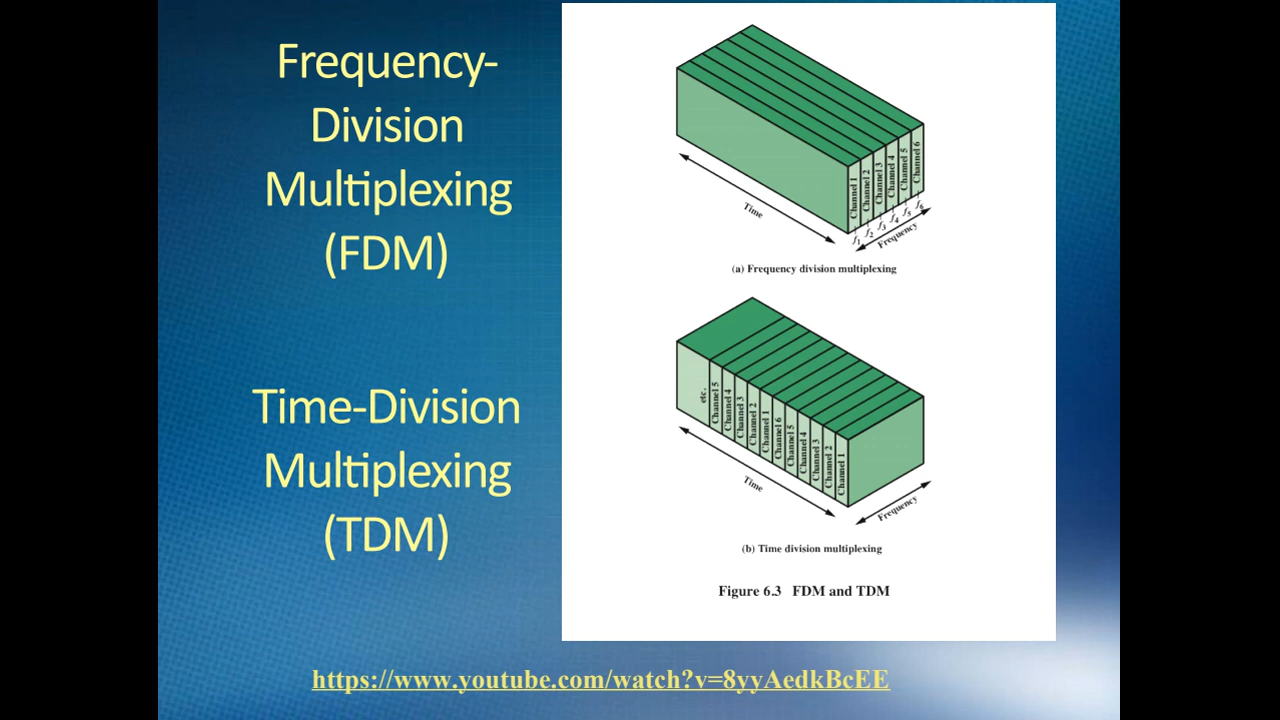 Frequency-
Division
Multiplexing
(FDM)
Time-Division
Multiplexing
(TDM)
Channel 1
Channel 2
Channel 3
Channel 4
Channel 5
Channel 6
f1
f2
f3
f4
f5
f6
Time
Frequency
(a) Frequency division multiplexing
etc.
Channel 5
Channel 4
Channel 3
Channel 2
Channel 1
Channel 6
Channel 5
Channel 4
Channel 3
Channel 2
Channel 1
Time
Frequency
(b) Time division multiplexing
Figure 6.3 FDM and TDM
https://www.youtube.com/watch?v=8yyAedkBcEE